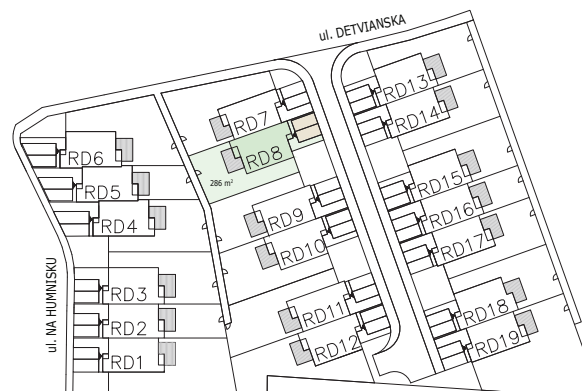 ul. DETVIANSKA
RD13
RD7
RD14
RD6
RD8
286 m²
RD5
RD15
RD4
RD9
RD16
RD10
RD17
ul. NA HUMNISKU
RD3
RD11
RD18
RD2
RD12
RD19
RD1